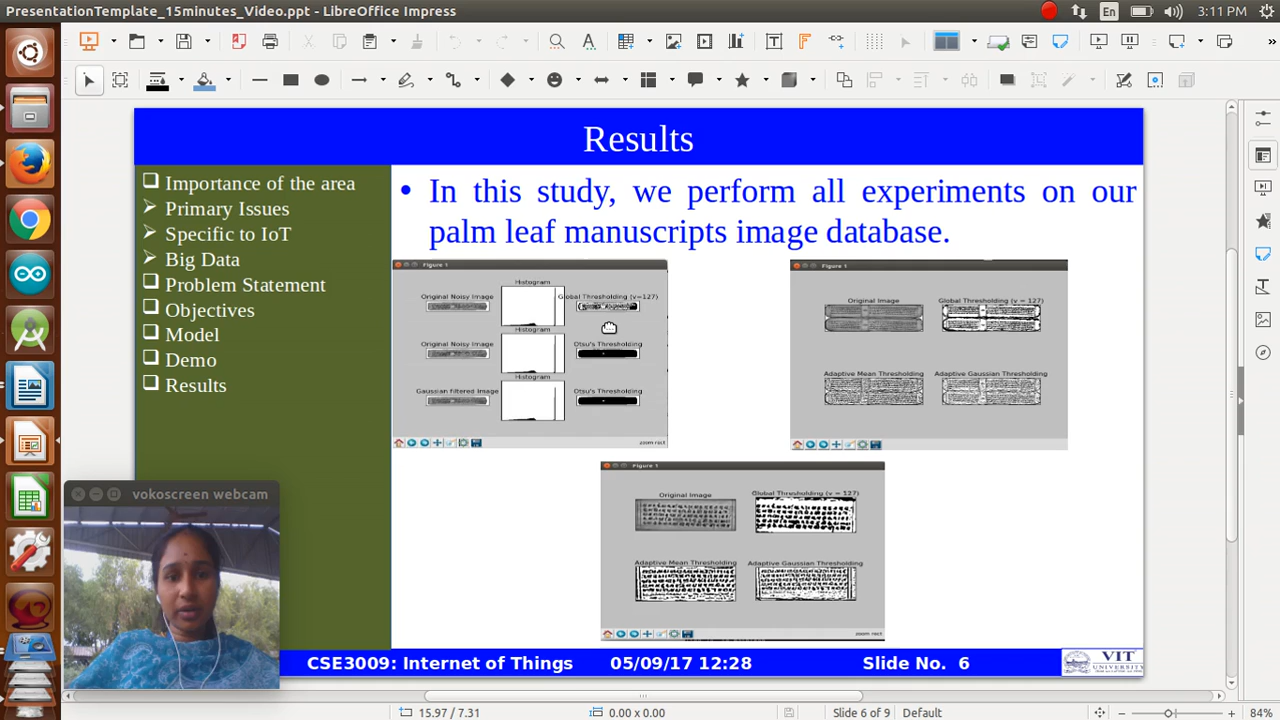 PresentationTemplate_15minutes_Video.ppt - LibreOffice Impress
En
3:11 PM
Results
Importance of the area
Primary Issues
Specific to IoT
Big Data
Problem Statement
Objectives
Model
Demo
Results
• In this study, we perform all experiments on our
palm leaf manuscripts image database.
Figure 1
Histogram
Original Noisy Image
Global Thresholding (v=127)
Histogram
Original Noisy Image
Otsu's Thresholding
Histogram
Gaussian filtered Image
Otsu's Thresholding
zoom rect
Figure 1
Original Image
Global Thresholding (v = 127)
Adaptive Mean Thresholding
Adaptive Gaussian Thresholding
Figure 1
Original Image
Global Thresholding (v = 127)
Adaptive Mean Thresholding
Adaptive Gaussian Thresholding
zoom rect
vokoscreen webcam
CSE3009: Internet of Things
05/09/17 12:28
Slide No. 6
VIT
UNIVERSITY
15.97 / 7.31
0.00 x 0.00
Slide 6 of 9
Default
84%